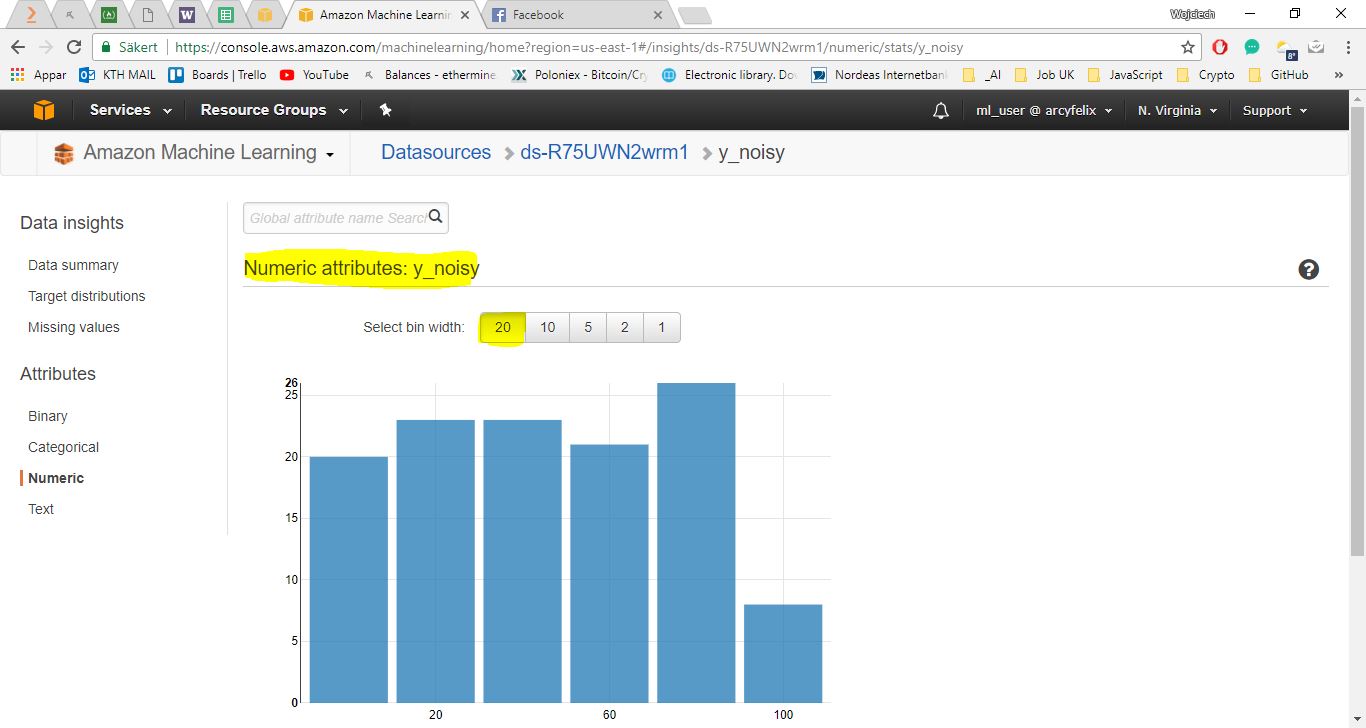 Wojciech
Amazon Machine Learnin
Facebook
Säkert https://console.aws.amazon.com/machinelearning/home?region=us-east-1#/insights/ds-R75UWN2wrm1/numeric/stats/y_noisy
8°
Appar KTH MAIL Boards | Trello YouTube Balances - ethermine. Poloniex - Bitcoin/Cry Electronic library. Do Nordeas Internetbank _AI Job UK JavaScript Crypto GitHub »
Services Resource Groups ml_user @ arcyfelix N. Virginia Support
Amazon Machine Learning Datasources ds-R75UWN2wrm1 y_noisy
Data insights
Data summary
Target distributions
Missing values
Attributes
Binary
Categorical
Numeric
Text
Global attribute name Search
Numeric attributes: y_noisy
?
Select bin width: 20 10 5 2 1
26
25
20
15
10
5
0
20 60 100